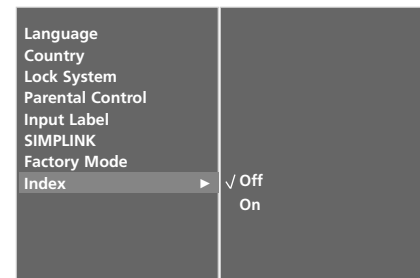 Language
Country
Lock System
Parental Control
Input Label
SIMPLINK
Factory Mode
Index ► √ Off
On